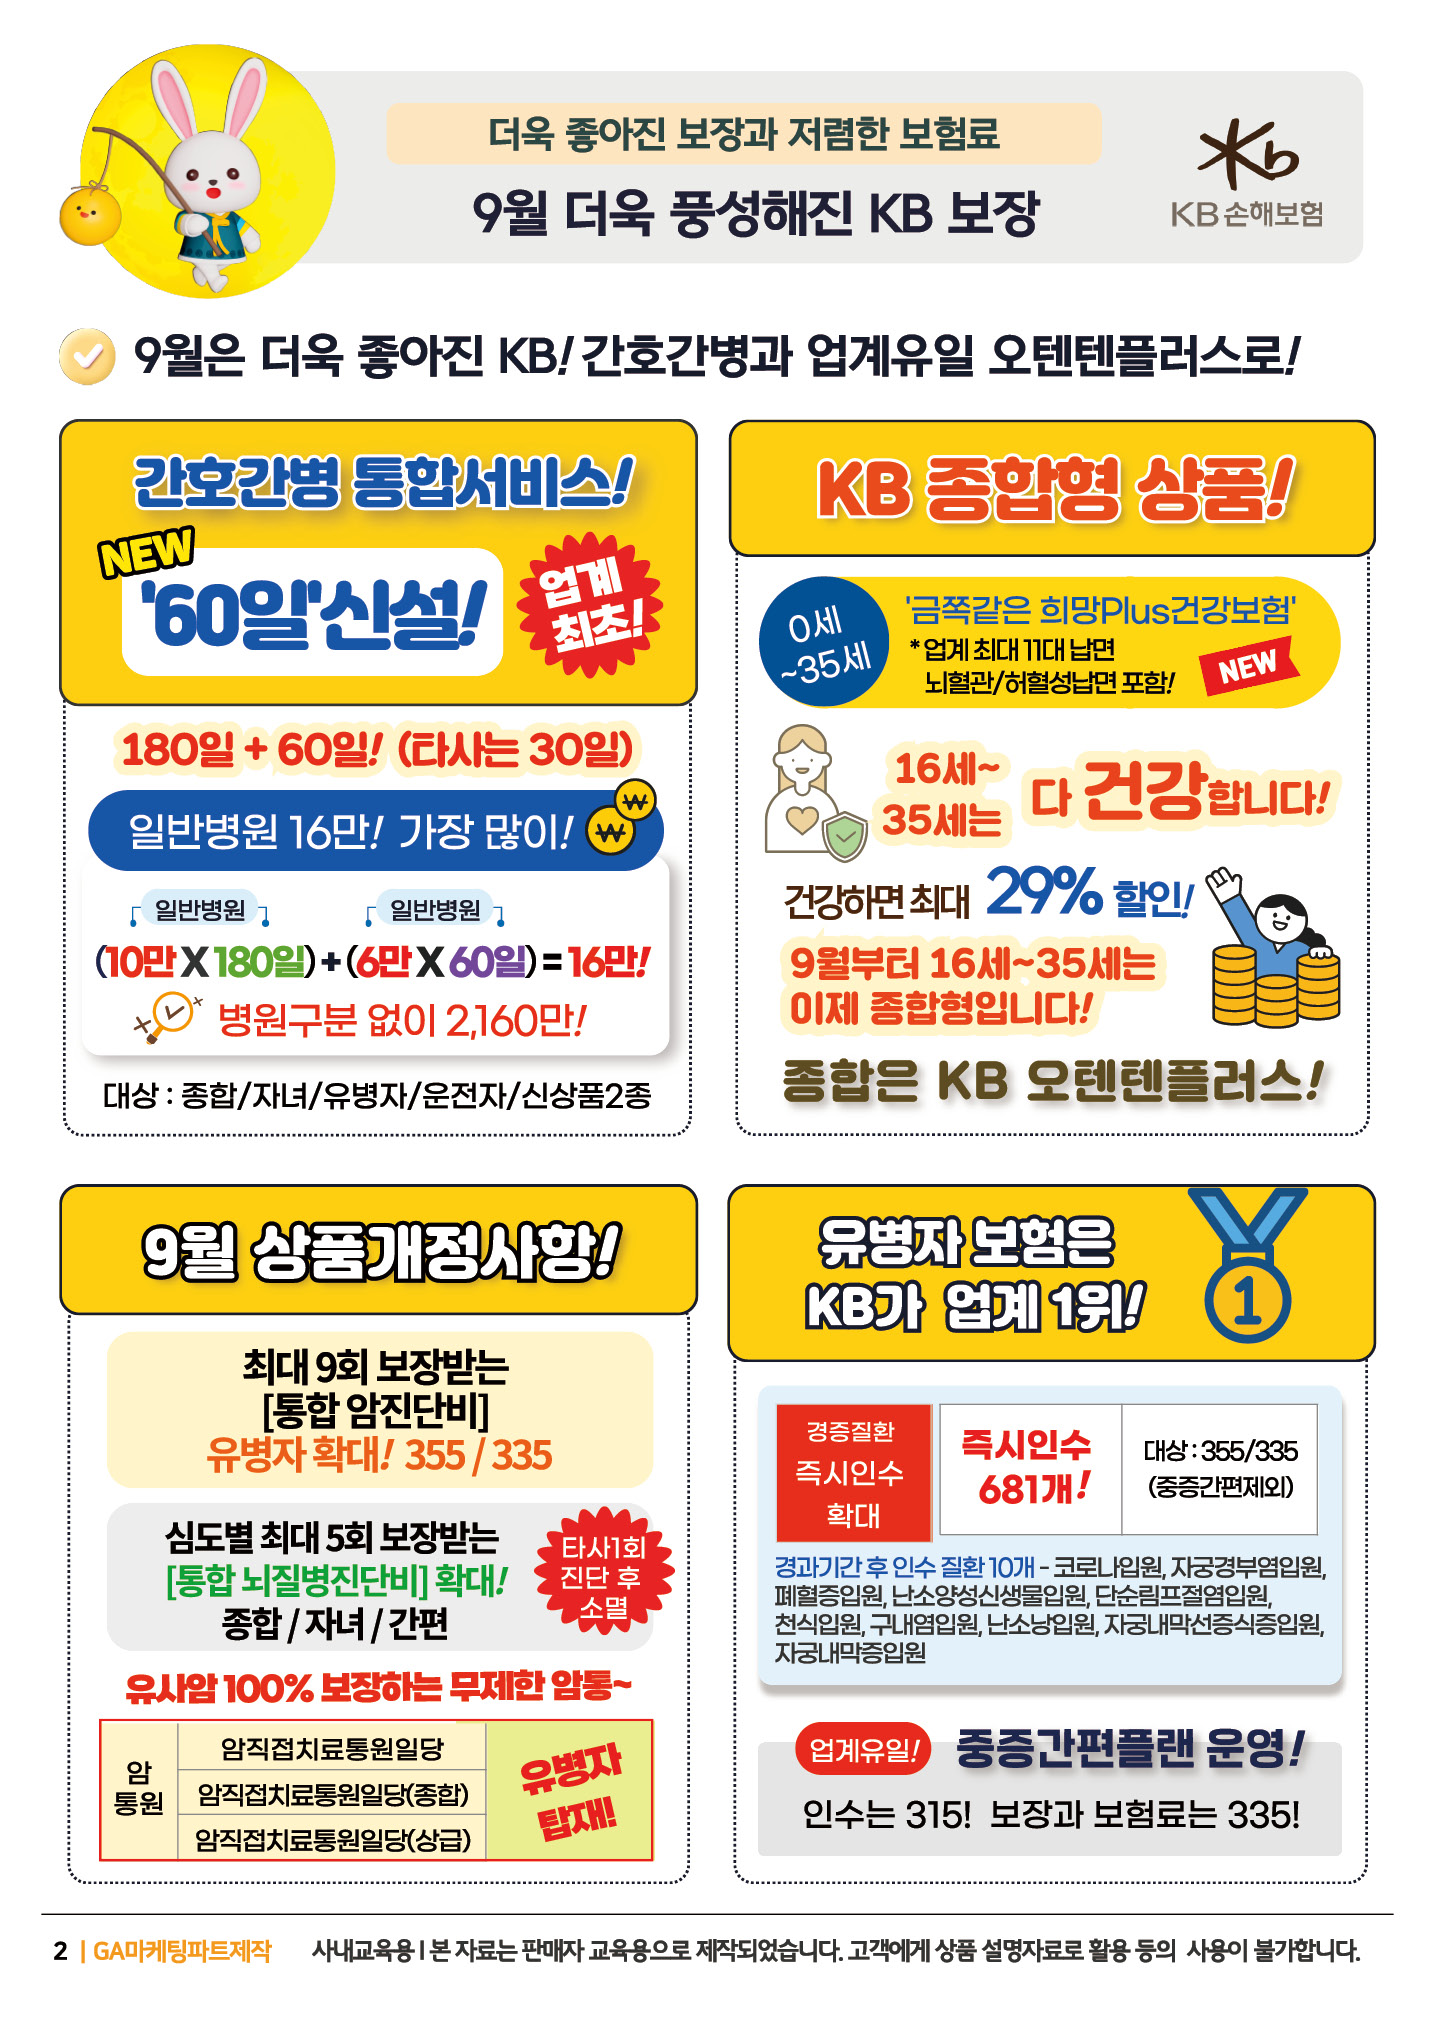 더욱 좋아진 보장과 저렴한 보험료
9월 더욱 풍성해진 KB 보장
KB 손해보험
9월은 더욱 좋아진 KB! 간호간병과 업계유일 오텐텐플러스로!
간호간병 통합서비스!
NEW
'60일'신설!
업계
최초!
180일 + 60일! (타사는 30일)
일반병원 16만! 가장 많이!
일반병원 일반병원
(10만 X 180일) + (6만 X 60일) = 16만!
병원구분 없이 2,160만!
대상 : 종합/자녀/유병자/운전자/신상품2종
KB 종합형 상품!
0세
~35세
'금쪽같은 희망Plus건강보험'
* 업계 최대 11대 납면
뇌혈관/허혈성납면 포함!
NEW
16세~
35세는
다 건강합니다!
건강하면 최대 29% 할인!
9월부터 16세~35세는
이제 종합형입니다!
종합은 KB 오텐텐플러스!
9월 상품개정사항!
최대 9회 보장받는
[통합 암진단비]
유병자 확대! 355 / 335
심도별 최대 5회 보장받는
[통합 뇌질병진단비] 확대!
종합 / 자녀 / 간편
타사1회
진단 후
소멸
유사암 100% 보장하는 무제한 암통~
암
통원
암직접치료통원일당
암직접치료통원일당(종합)
암직접치료통원일당(상급)
유병자
탑재!
유병자 보험은
KB가 업계 1위!
1
경증질환
즉시인수
확대
즉시인수
681개!
대상 : 355/335
(중증간편제외)
경과기간 후 인수 질환 10개 - 코로나입원, 자궁경부염입원,
폐혈증입원, 난소양성신생물입원, 단순림프절염입원,
천식입원, 구내염입원, 난소낭입원, 자궁내막선증식증입원,
자궁내막증입원
업계유일! 중증간편플랜 운영!
인수는 315! 보장과 보험료는 335!
2 | GA마케팅파트제작 사내교육용 I 본 자료는 판매자 교육용으로 제작되었습니다. 고객에게 상품 설명자료로 활용 등의 사용이 불가합니다.